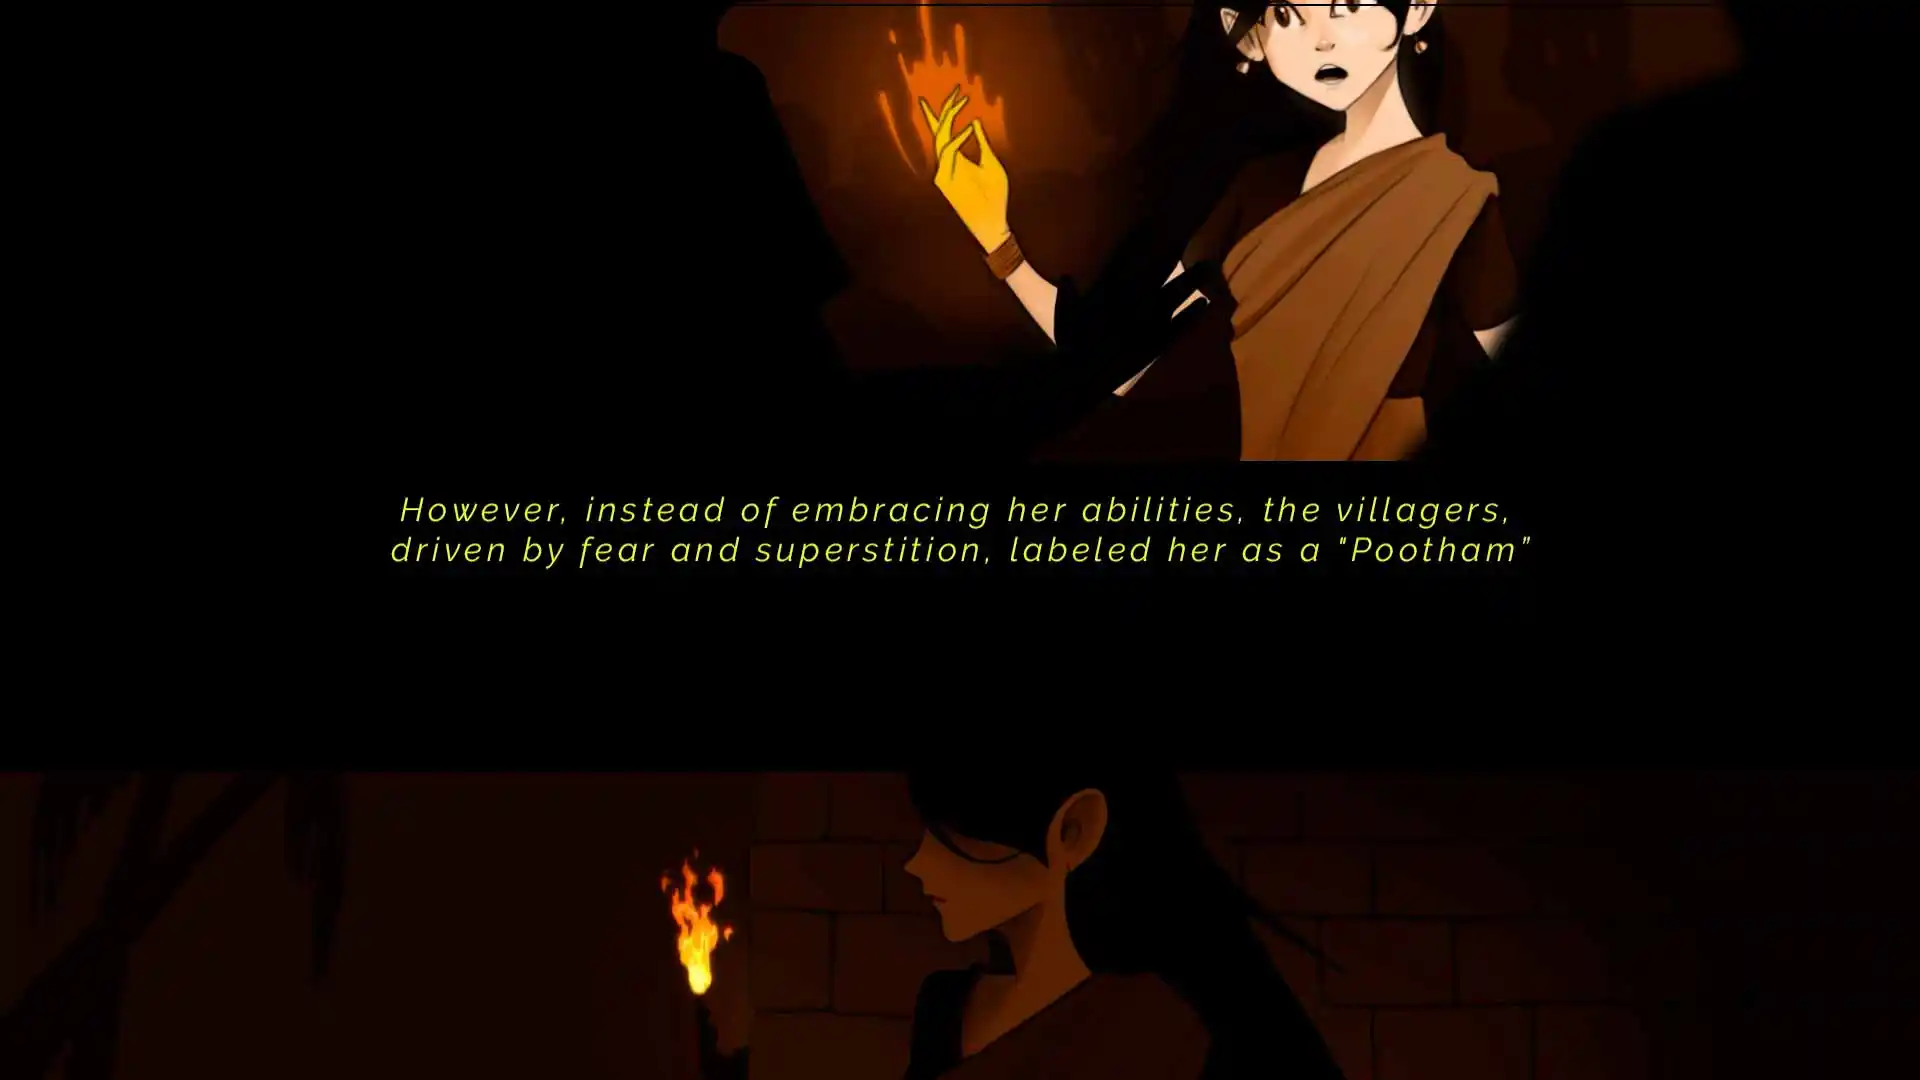 However, instead of embracing her abilities, the villagers,
driven by fear and superstition, labeled her as a "Pootham”